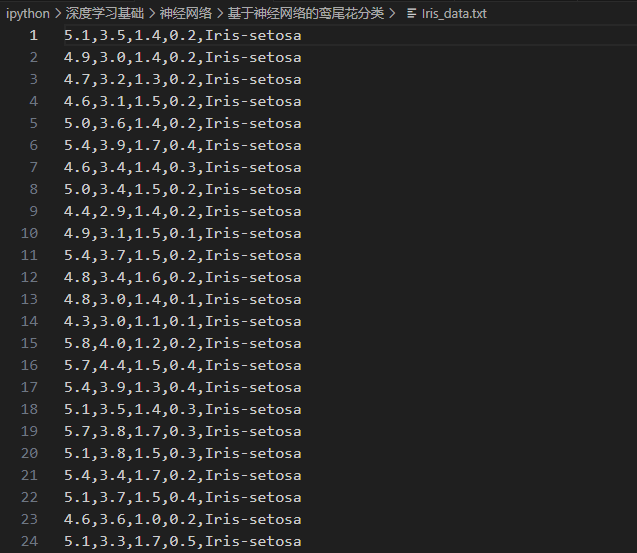 ipython > 深度学习基础 > 神经网络 > 基于神经网络的鸢尾花分类 > Iris_data.txt
1 5.1,3.5,1.4,0.2,Iris-setosa
2 4.9,3.0,1.4,0.2,Iris-setosa
3 4.7,3.2,1.3,0.2,Iris-setosa
4 4.6,3.1,1.5,0.2,Iris-setosa
5 5.0,3.6,1.4,0.2,Iris-setosa
6 5.4,3.9,1.7,0.4,Iris-setosa
7 4.6,3.4,1.4,0.3,Iris-setosa
8 5.0,3.4,1.5,0.2,Iris-setosa
9 4.4,2.9,1.4,0.2,Iris-setosa
10 4.9,3.1,1.5,0.1,Iris-setosa
11 5.4,3.7,1.5,0.2,Iris-setosa
12 4.8,3.4,1.6,0.2,Iris-setosa
13 4.8,3.0,1.4,0.1,Iris-setosa
14 4.3,3.0,1.1,0.1,Iris-setosa
15 5.8,4.0,1.2,0.2,Iris-setosa
16 5.7,4.4,1.5,0.4,Iris-setosa
17 5.4,3.9,1.3,0.4,Iris-setosa
18 5.1,3.5,1.4,0.3,Iris-setosa
19 5.7,3.8,1.7,0.3,Iris-setosa
20 5.1,3.8,1.5,0.3,Iris-setosa
21 5.4,3.4,1.7,0.2,Iris-setosa
22 5.1,3.7,1.5,0.4,Iris-setosa
23 4.6,3.6,1.0,0.2,Iris-setosa
24 5.1,3.3,1.7,0.5,Iris-setosa